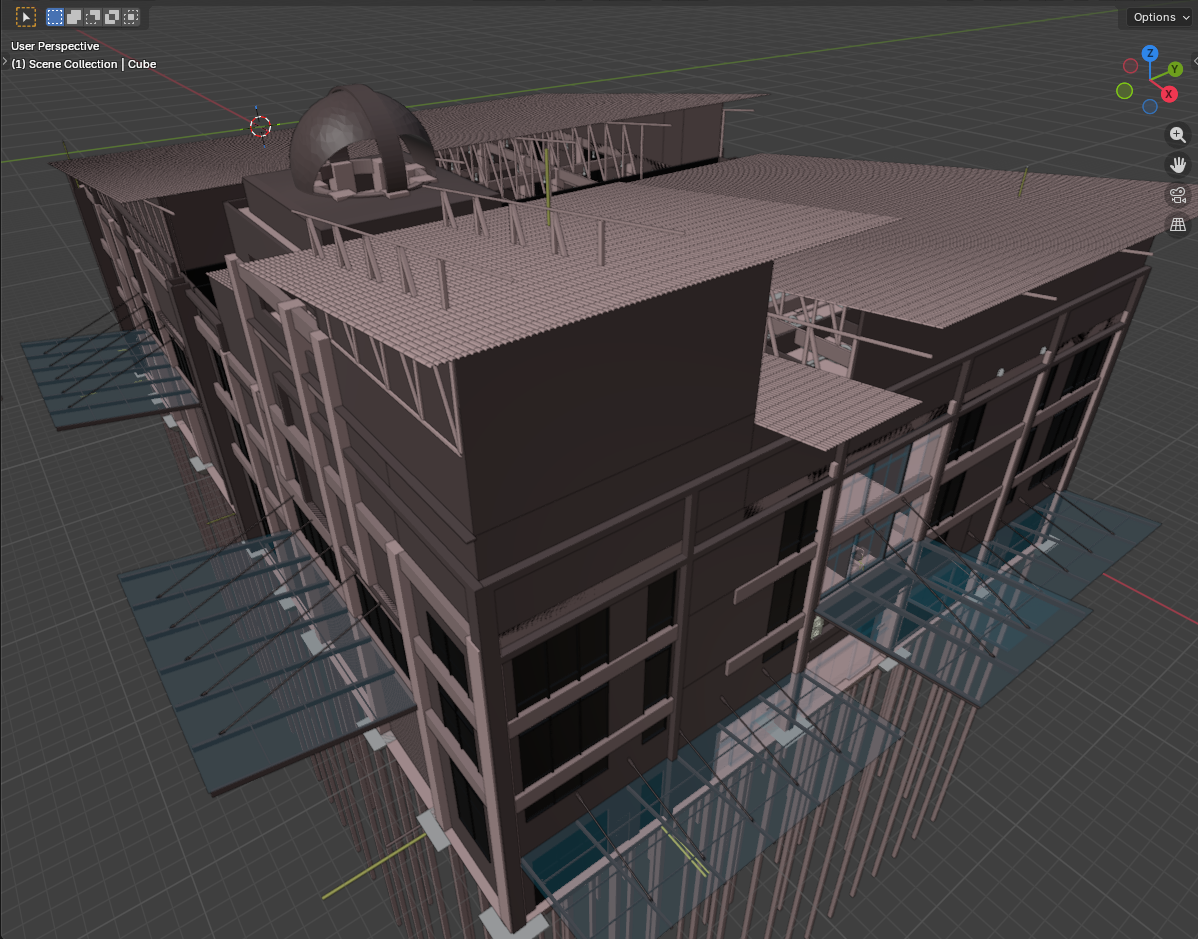 Options
User Perspective
(1) Scene Collection | Cube
Z
Y
X